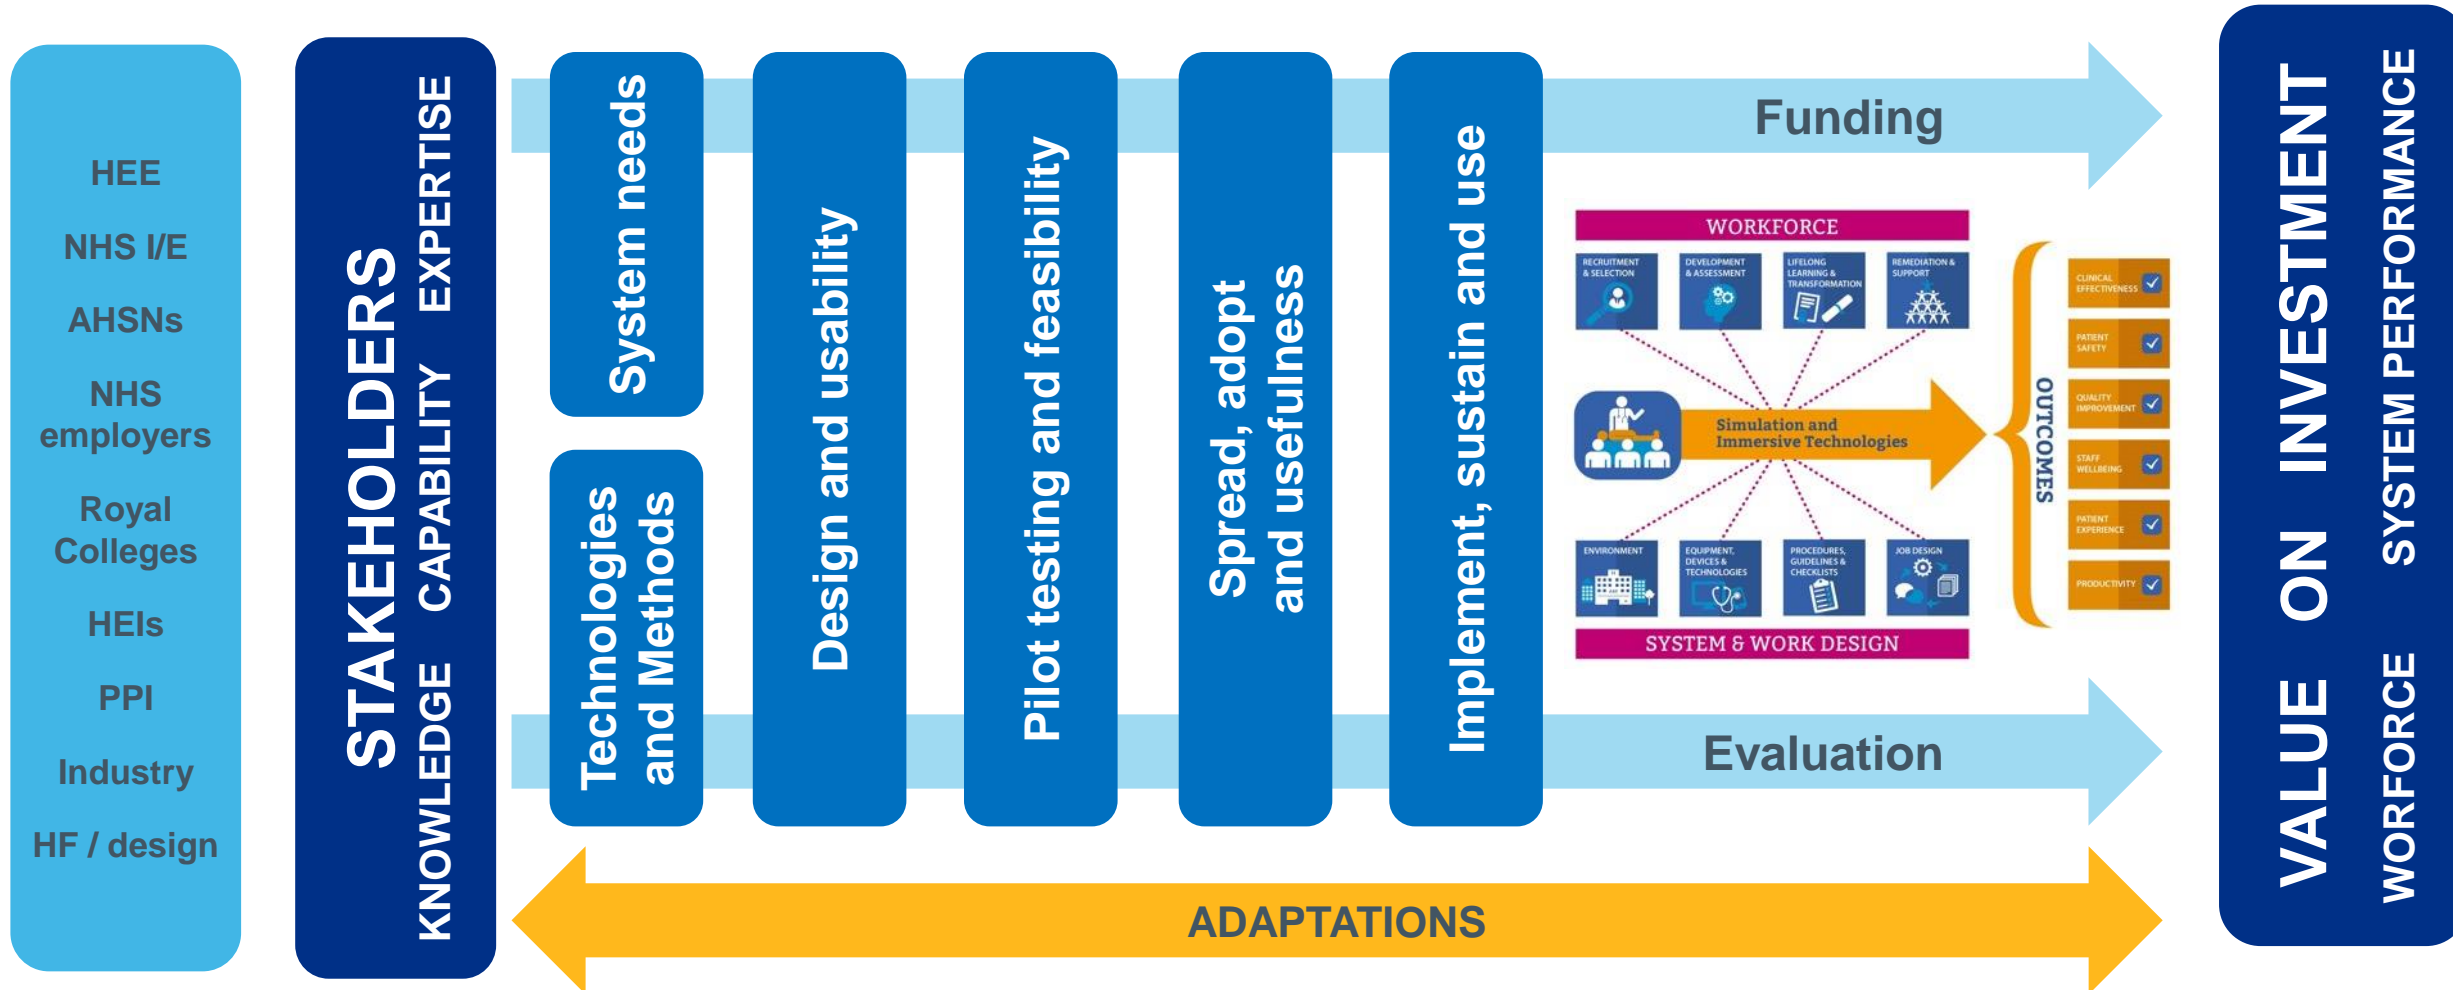 HEE
NHS I/E
AHSNs
NHS
employers
Royal
Colleges
HEIs
PPI
Industry
HF / design
STAKEHOLDERS
KNOWLEDGE CAPABILITY EXPERTISE
System needs
Technologies
and Methods
Design and usability
Pilot testing and feasibility
Spread, adopt
and usefulness
Implement, sustain and use
Funding
WORKFORCE
RECRUITMENT
& SELECTION
DEVELOPMENT
& ASSESSMENT
LIFELONG
LEARNING &
TRANSFORMATION
REMEDIATION &
SUPPORT
Simulation and
Immersive Technologies
ENVIRONMENT
EQUIPMENT,
DEVICES &
TECHNOLOGIES
PROCEDURES,
GUIDELINES &
CHECKLISTS
JOB DESIGN
SYSTEM & WORK DESIGN
OUTCOMES
CLINICAL
EFFECTIVENESS
PATIENT
SAFETY
QUALITY
IMPROVEMENT
STAFF
WELLBEING
PATIENT
EXPERIENCE
PRODUCTIVITY
Evaluation
ADAPTATIONS
VALUE ON INVESTMENT
WORFORCE SYSTEM PERFORMANCE